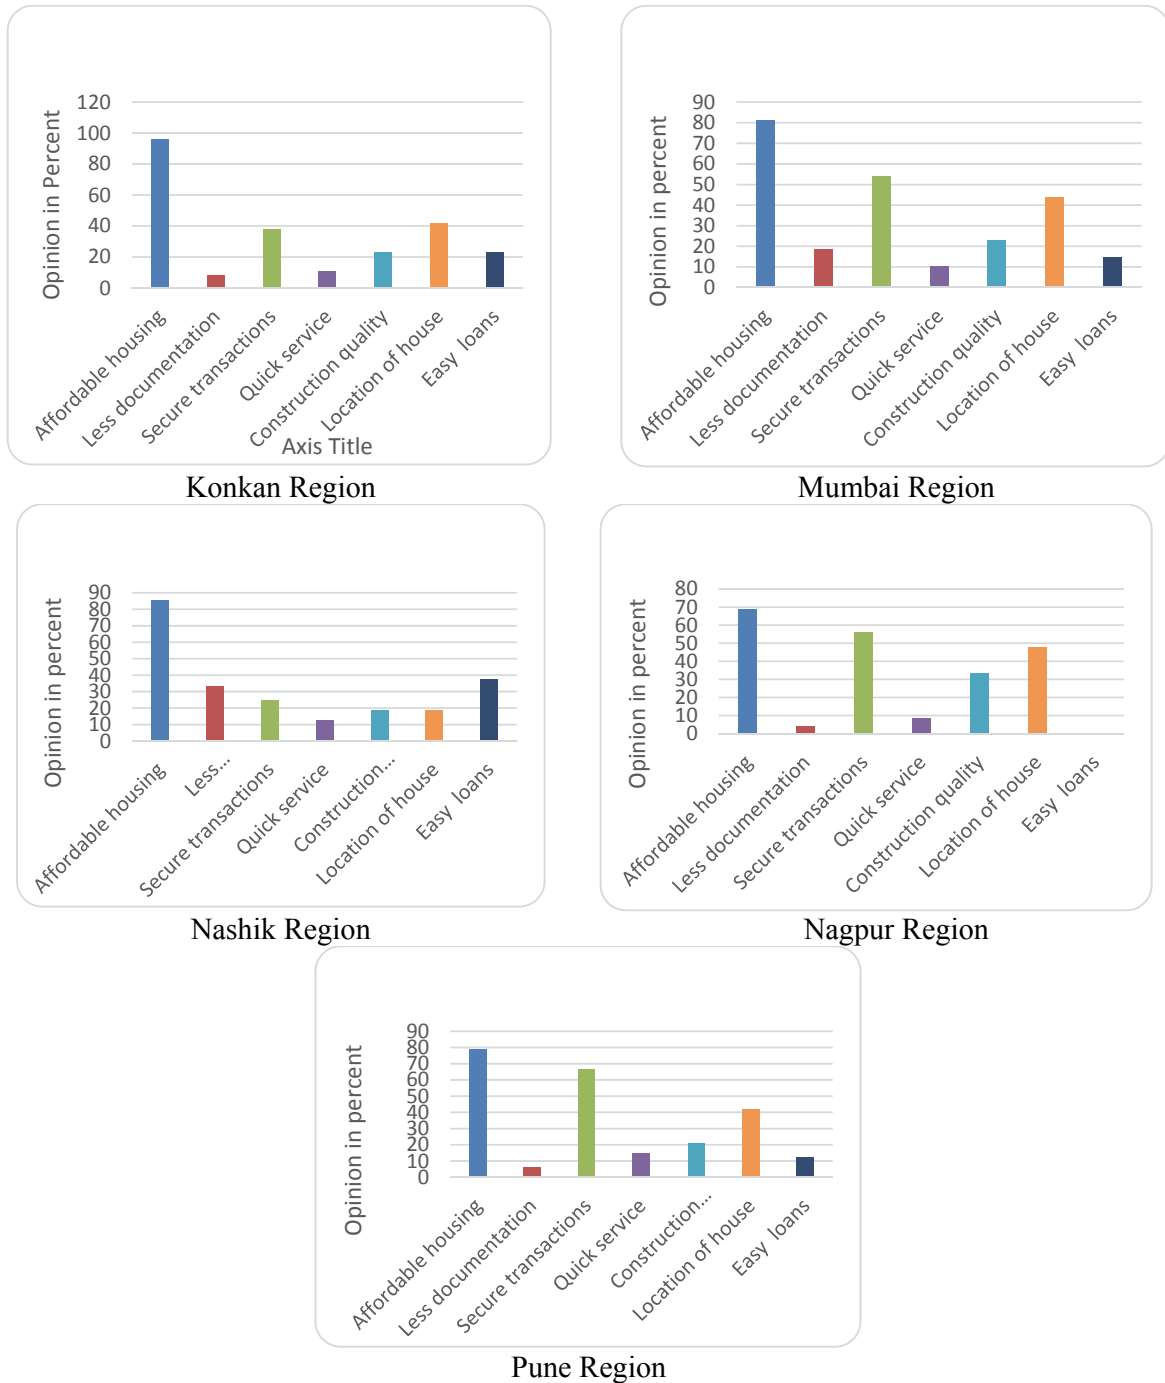 Opinion in Percent
120
100
80
60
40
20
0
Affordable housing
Less documentation
Secure transactions
Quick service
Construction quality
Location of house
Easy loans
Axis Title
Konkan Region
Opinion in percent
90
80
70
60
50
40
30
20
10
0
Affordable housing
Less documentation
Secure transactions
Quick service
Construction quality
Location of house
Easy loans
Mumbai Region
Opinion in percent
90
80
70
60
50
40
30
20
10
0
Affordable housing
Less...
Secure transactions
Quick service
Construction...
Location of house
Easy loans
Nashik Region
Opinion in percent
80
70
60
50
40
30
20
10
0
Affordable housing
Less documentation
Secure transactions
Quick service
Construction quality
Location of house
Easy loans
Nagpur Region
Opinion in percent
90
80
70
60
50
40
30
20
10
0
Affordable housing
Less documentation
Secure transactions
Quick service
Construction...
Location of house
Easy loans
Pune Region